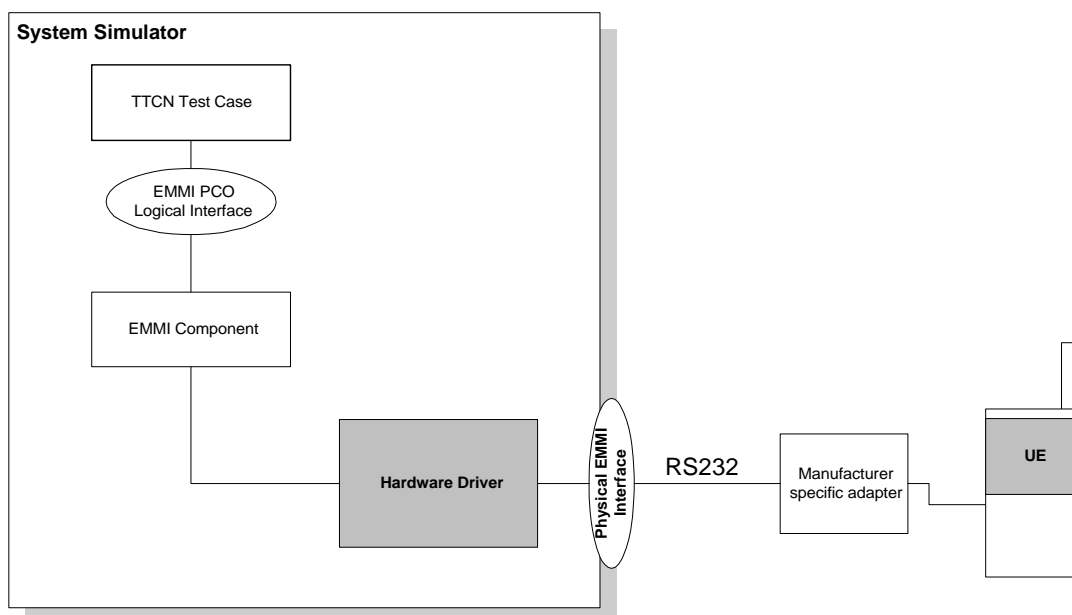 System Simulator
TTCN Test Case
EMMI PCO
Logical Interface
EMMI Component
Hardware Driver
Physical EMMI
Interface
RS232
Manufacturer
specific adapter
UE